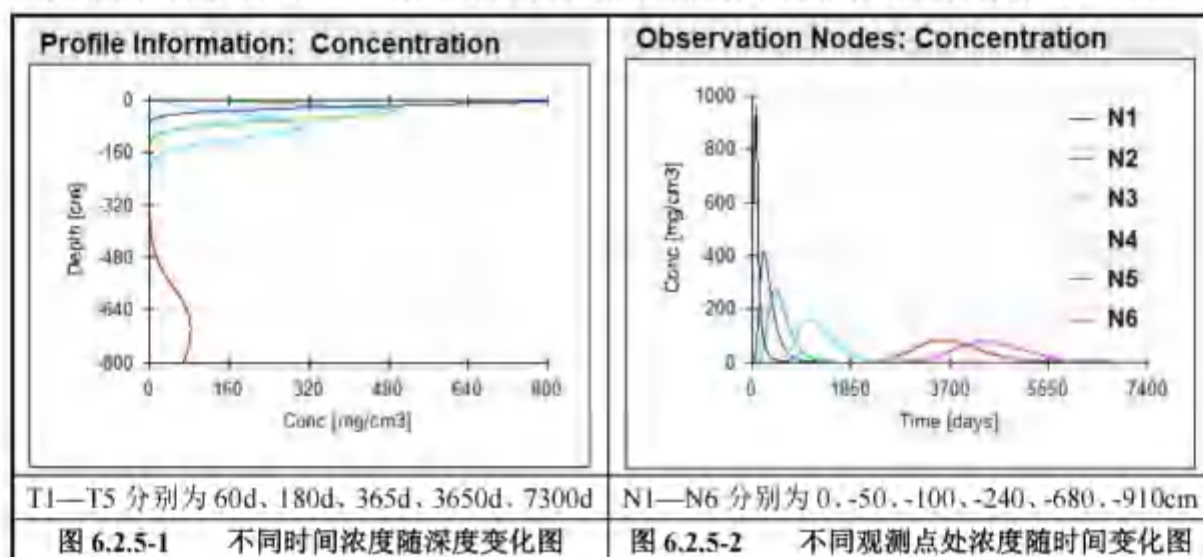 Profile Information: Concentration
0
-160
-320
-480
-640
-800
Depth [cm]
0 160 320 480 640 800
Conc [mg/cm3]
Observation Nodes: Concentration
1000
800
600
400
200
0
Conc [mg/cm3]
0 1850 3700 5550 7400
Time [days]
N1
N2
N3
N4
N5
N6
T1—T5 分别为 60d、180d、365d、3650d、7300d
N1—N6 分别为 0、-50、-100、-240、-680、-910cm
图 6.2.5-1 不同时间浓度随深度变化图
图 6.2.5-2 不同观测点处浓度随时间变化图